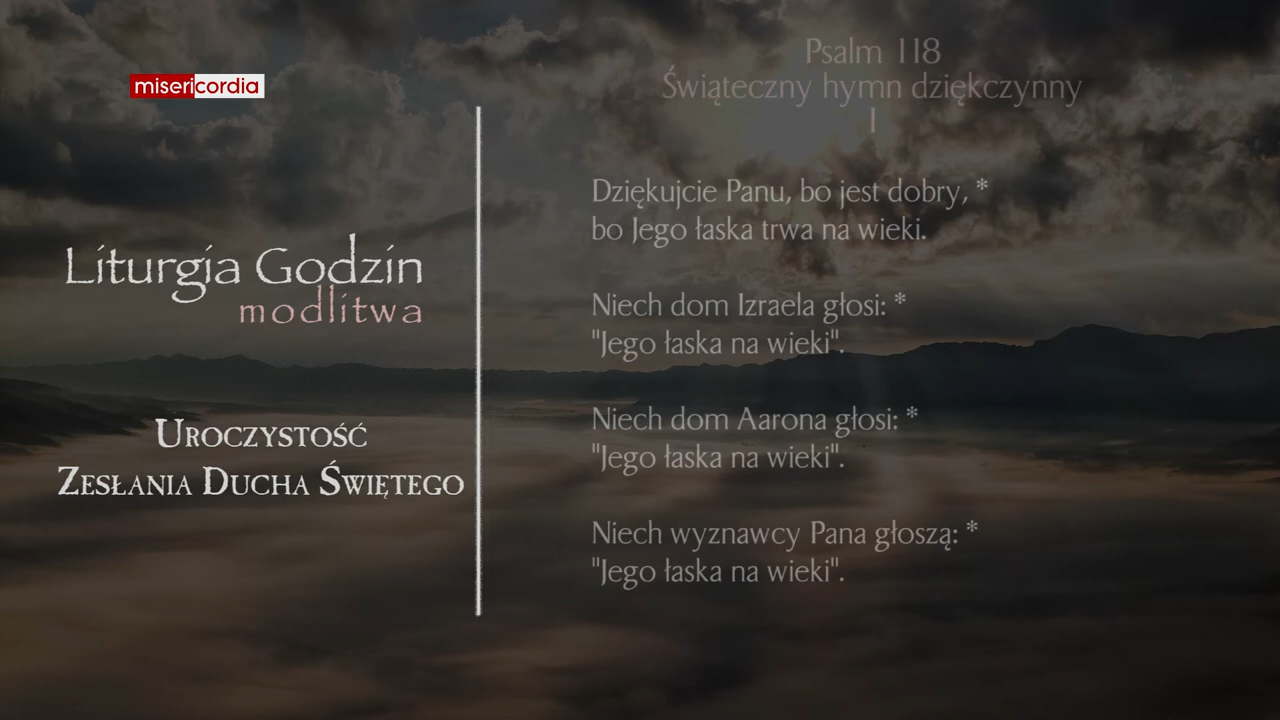 misericordia
Liturgia Godzin
modlitwa
Uroczystość
Zesłania Ducha Świętego
Psalm 118
Świąteczny hymn dziękczynny
I
Dziękujcie Panu, bo jest dobry, *
bo Jego łaska trwa na wieki.
Niech dom Izraela głosi: *
"Jego łaska na wieki".
Niech dom Aarona głosi: *
"Jego łaska na wieki".
Niech wyznawcy Pana głoszą: *
"Jego łaska na wieki".